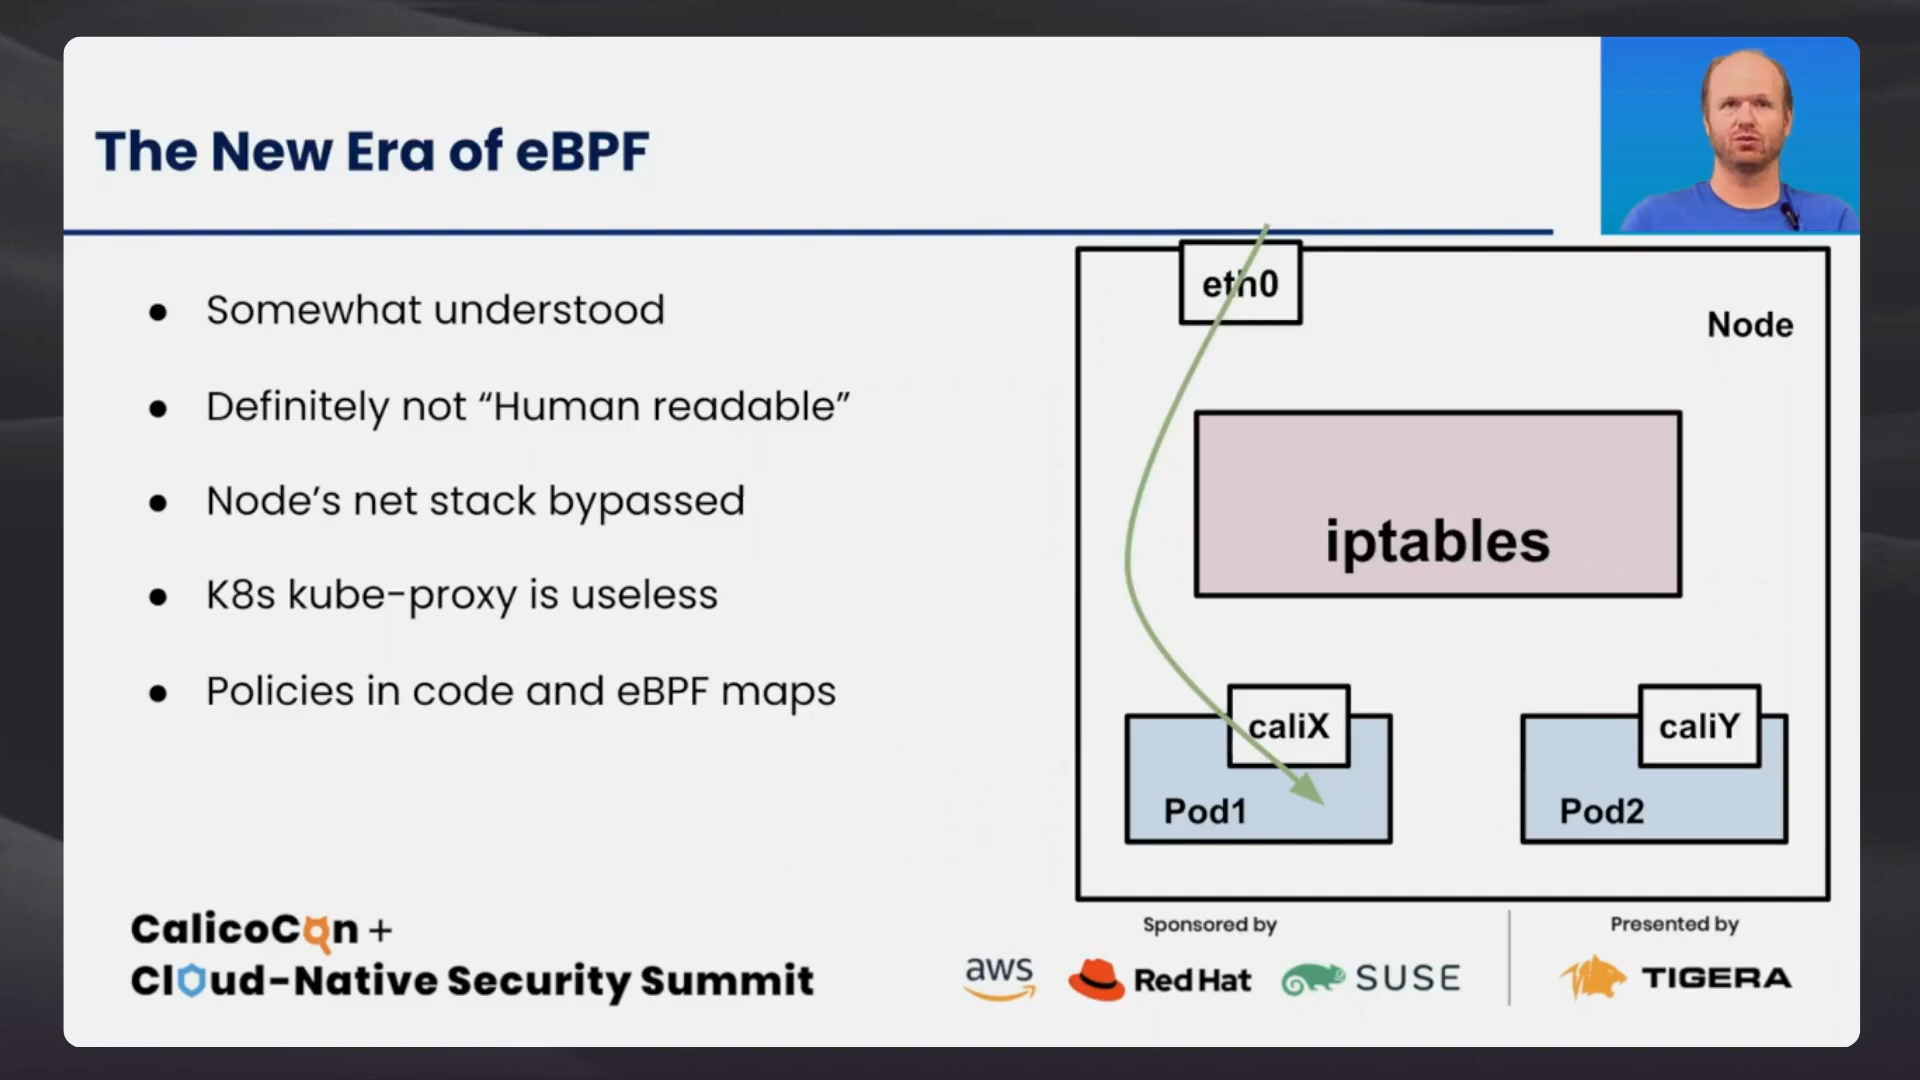 The New Era of eBPF
● Somewhat understood
● Definitely not “Human readable”
● Node’s net stack bypassed
● K8s kube-proxy is useless
● Policies in code and eBPF maps
eth0
Node
iptables
caliX
caliY
Pod1
Pod2
CalicoCon +
Cloud-Native Security Summit
Sponsored by
aws
Red Hat
SUSE
Presented by
TIGERA